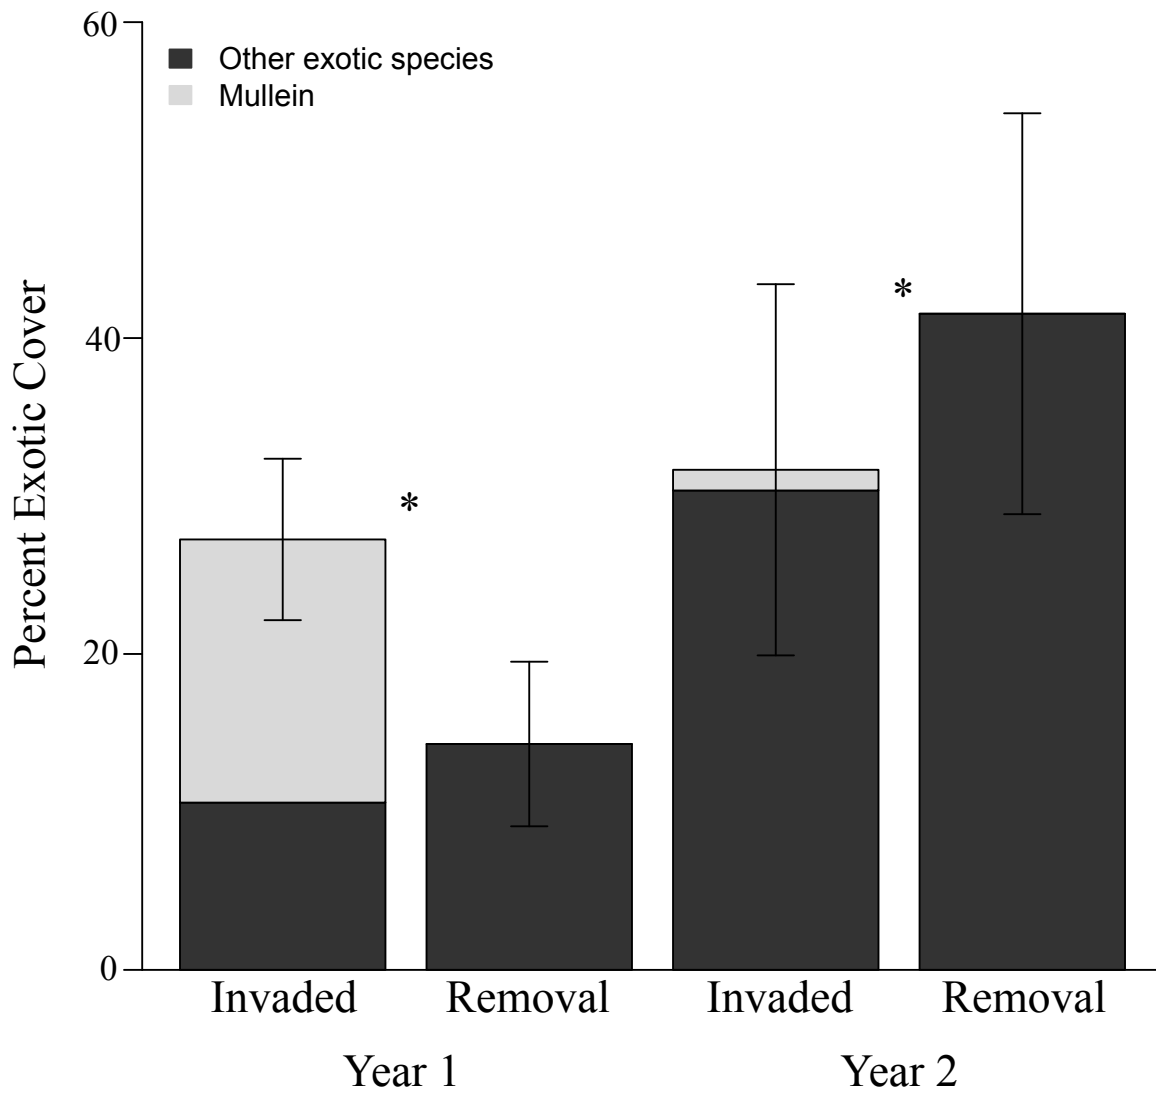 60
Other exotic species
Mullein
Percent Exotic Cover
*
40
*
20
0
Invaded Removal Invaded Removal
Year 1 Year 2